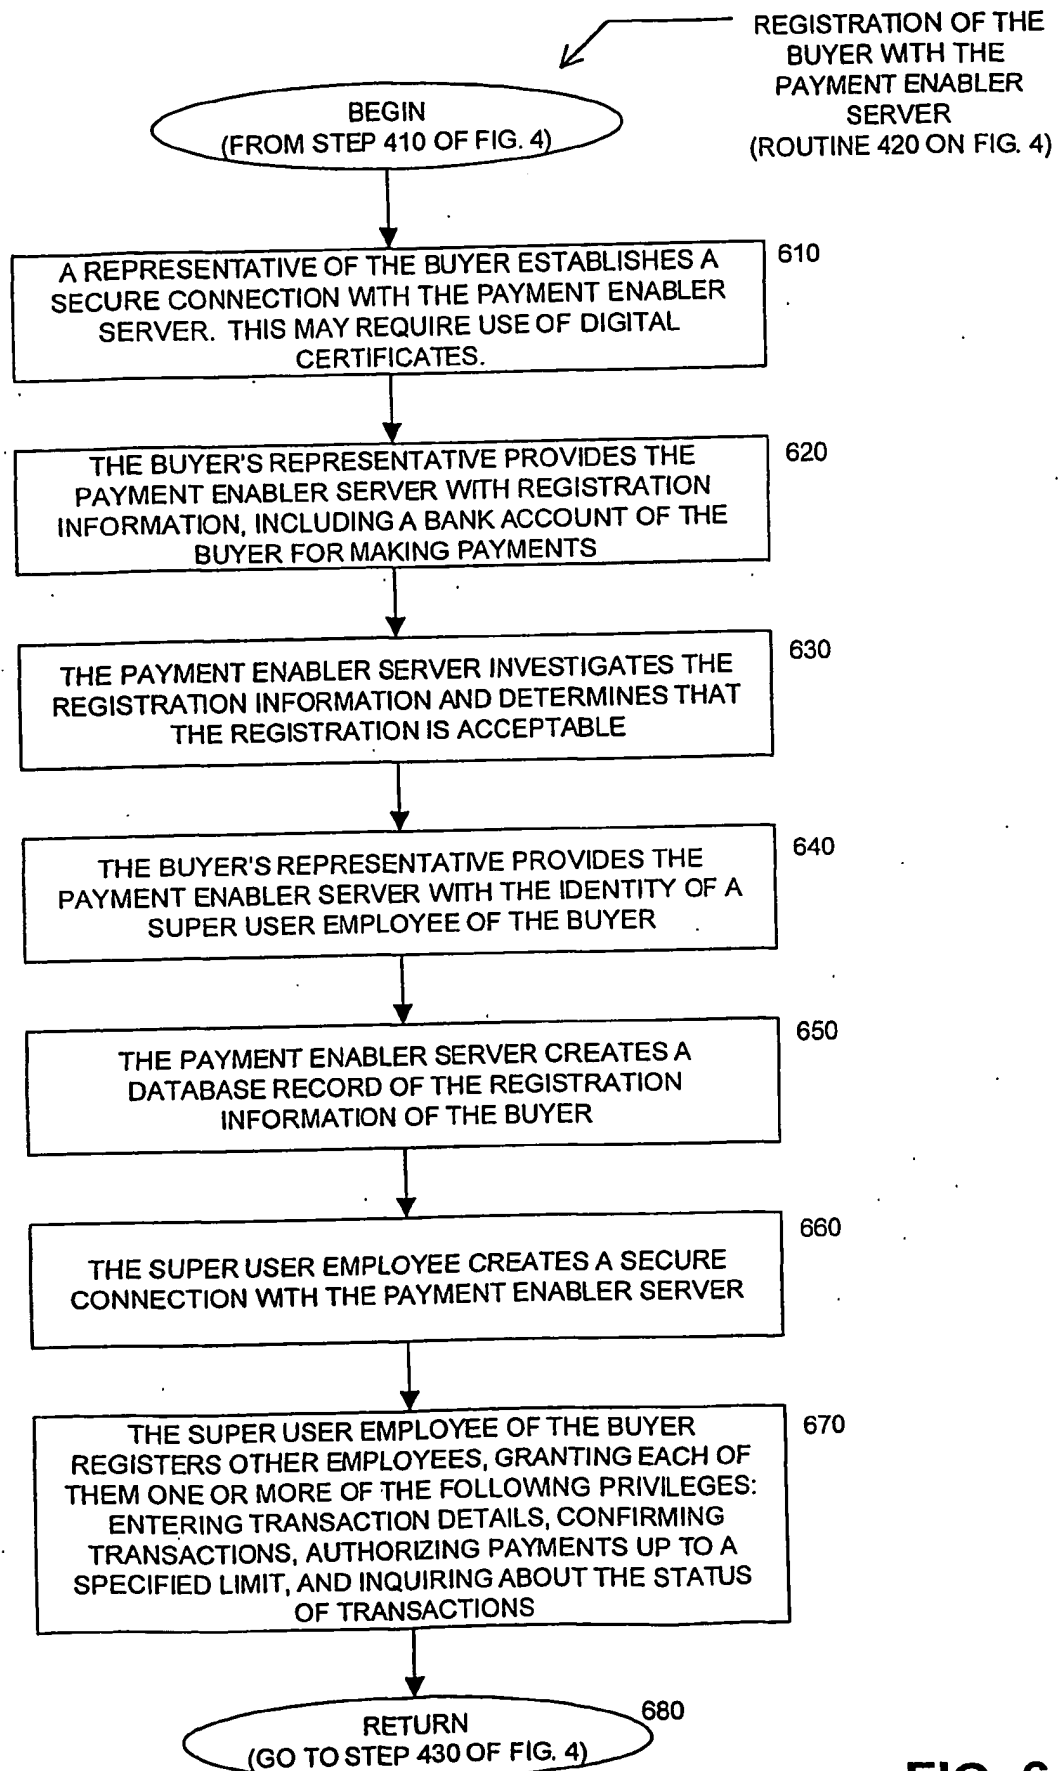 REGISTRATION OF THE
BUYER WITH THE
PAYMENT ENABLER
SERVER
(ROUTINE 420 ON FIG. 4)
BEGIN
(FROM STEP 410 OF FIG. 4)
610
A REPRESENTATIVE OF THE BUYER ESTABLISHES A
SECURE CONNECTION WITH THE PAYMENT ENABLER
SERVER. THIS MAY REQUIRE USE OF DIGITAL
CERTIFICATES.
620
THE BUYER'S REPRESENTATIVE PROVIDES THE
PAYMENT ENABLER SERVER WITH REGISTRATION
INFORMATION, INCLUDING A BANK ACCOUNT OF THE
BUYER FOR MAKING PAYMENTS
630
THE PAYMENT ENABLER SERVER INVESTIGATES THE
REGISTRATION INFORMATION AND DETERMINES THAT
THE REGISTRATION IS ACCEPTABLE
640
THE BUYER'S REPRESENTATIVE PROVIDES THE
PAYMENT ENABLER SERVER WITH THE IDENTITY OF A
SUPER USER EMPLOYEE OF THE BUYER
650
THE PAYMENT ENABLER SERVER CREATES A
DATABASE RECORD OF THE REGISTRATION
INFORMATION OF THE BUYER
660
THE SUPER USER EMPLOYEE CREATES A SECURE
CONNECTION WITH THE PAYMENT ENABLER SERVER
670
THE SUPER USER EMPLOYEE OF THE BUYER
REGISTERS OTHER EMPLOYEES, GRANTING EACH OF
THEM ONE OR MORE OF THE FOLLOWING PRIVILEGES:
ENTERING TRANSACTION DETAILS, CONFIRMING
TRANSACTIONS, AUTHORIZING PAYMENTS UP TO A
SPECIFIED LIMIT, AND INQUIRING ABOUT THE STATUS
OF TRANSACTIONS
680
RETURN
(GO TO STEP 430 OF FIG. 4)
FIG. 6